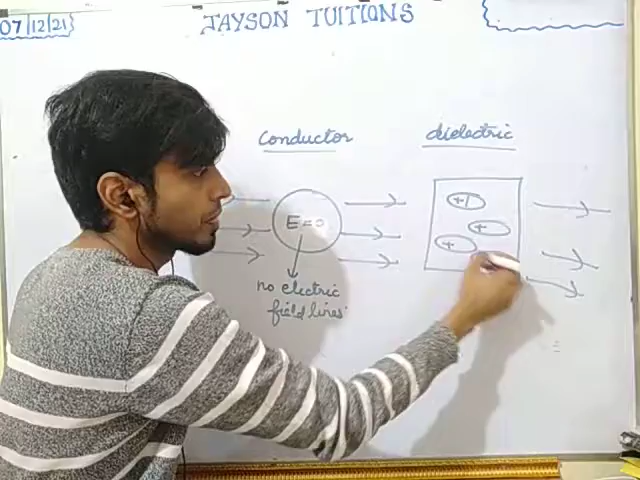 07/12/21
JAYSON TUITIONS
Conductor
dielectric
E=0
no electric
field lines
+
+
+